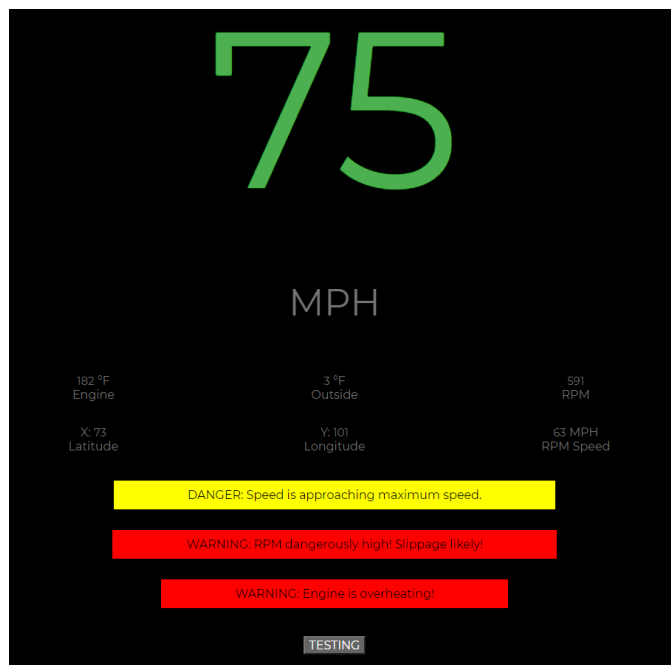 75
MPH
182 °F
Engine
3 °F
Outside
591
RPM
X: 73
Latitude
Y: 101
Longitude
63 MPH
RPM Speed
DANGER: Speed is approaching maximum speed.
WARNING: RPM dangerously high! Slippage likely!
WARNING: Engine is overheating!
TESTING